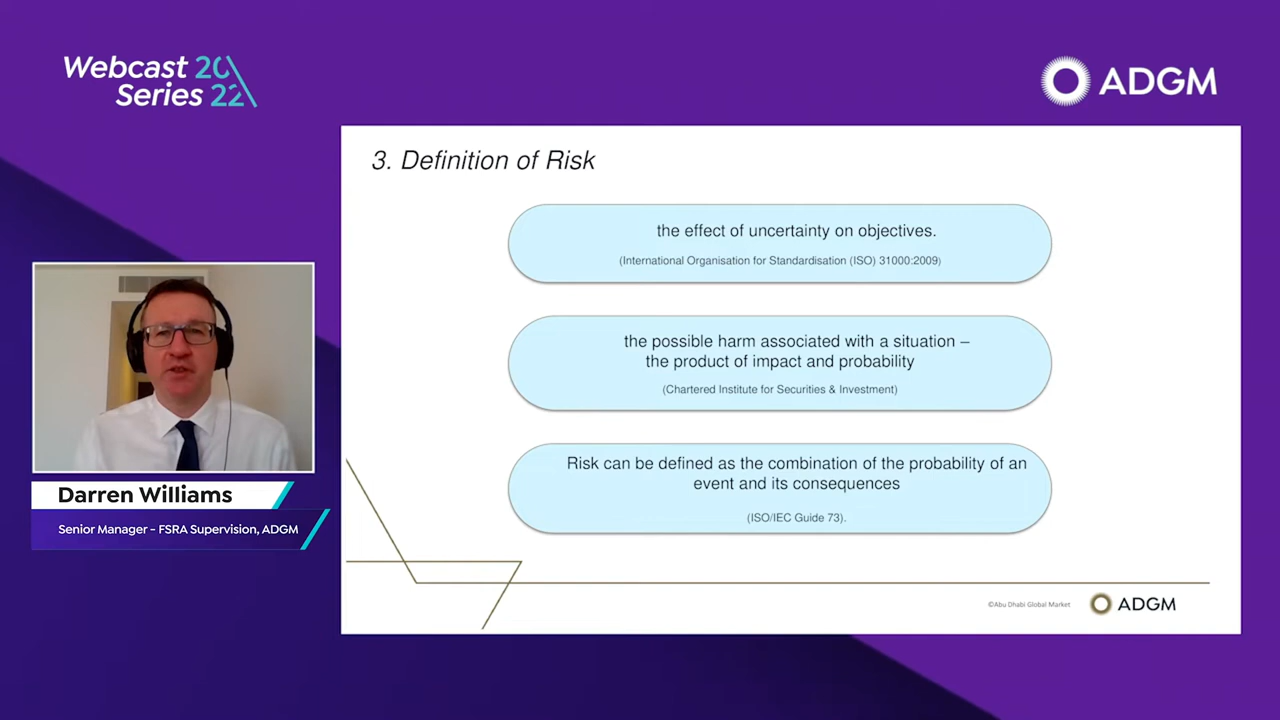 Webcast 20
Series 22
ADGM
3. Definition of Risk
the effect of uncertainty on objectives.
(International Organisation for Standardisation (ISO) 31000:2009)
the possible harm associated with a situation –
the product of impact and probability
(Chartered Institute for Securities & Investment)
Risk can be defined as the combination of the probability of an
event and its consequences
(ISO/IEC Guide 73).
Darren Williams
Senior Manager – FSRA Supervision, ADGM
©Abu Dhabi Global Market
ADGM